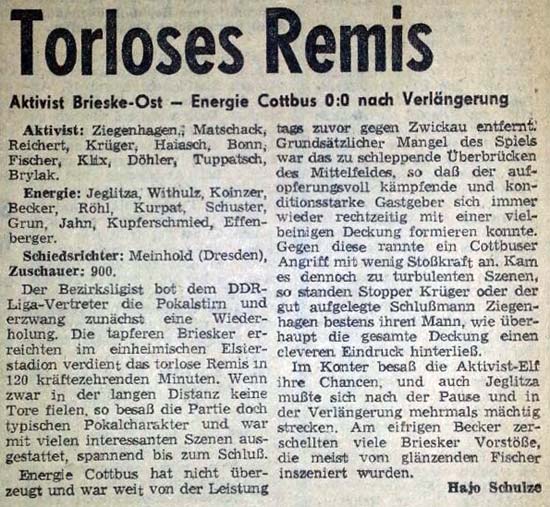 Torloses Remis
Aktivist Brieske-Ost — Energie Cottbus 0:0 nach Verlängerung
Aktivist: Ziegenhagen, Matschack,
Reichert, Krüger, Haiasch, Bonn,
Fischer, Klix, Döhler, Tuppatsch,
Brylak.
Energie: Jeglitza, Withulz, Koinzer,
Becker, Röhl, Kurpat, Schuster,
Grun, Jahn, Kupferschmied, Effen-
berger.
Schiedsrichter: Meinhold (Dresden),
Zuschauer: 900.
Der Bezirksligist bot dem DDR-
Liga-Vertreter die Pokalstirn und
erzwang zunächst eine Wieder-
holung. Die tapferen Briesker er-
reichten im einheimischen Elster-
stadion verdient das torlose Remis in
120 kräftezehrenden Minuten. Wenn
zwar in der langen Distanz keine
Tore fielen, so besaß die Partie doch
typischen Pokalcharakter und war
mit vielen interessanten Szenen aus-
gestattet, spannend bis zum Schluß.
Energie Cottbus hat nicht über-
zeugt und war weit von der Leistung
tags zuvor gegen Zwickau entfernt.
Grundsätzlicher Mangel des Spiels
war das zu schleppende Überbrücken
des Mittelfeldes, so daß der auf-
opferungsvoll kämpfende und kon-
ditionsstarke Gastgeber sich immer
wieder rechtzeitig mit einer viel-
beinigen Deckung formieren konnte.
Gegen diese rannte ein Cottbuser
Angriff mit wenig Stoßkraft an. Kam
es dennoch zu turbulenten Szenen,
so standen Stopper Krüger oder der
gut aufgelegte Schlußmann Ziegen-
hagen bestens ihren Mann, wie über-
haupt die gesamte Deckung einen
cleveren Eindruck hinterließ.
Im Konter besaß die Aktivist-Elf
ihre Chancen, und auch Jeglitza
mußte sich nach der Pause und in
der Verlängerung mehrmals mächtig
strecken. Am eifrigen Becker zer-
schellten viele Briesker Vorstöße,
die meist vom glänzenden Fischer
inszeniert wurden.
Hajo Schulze